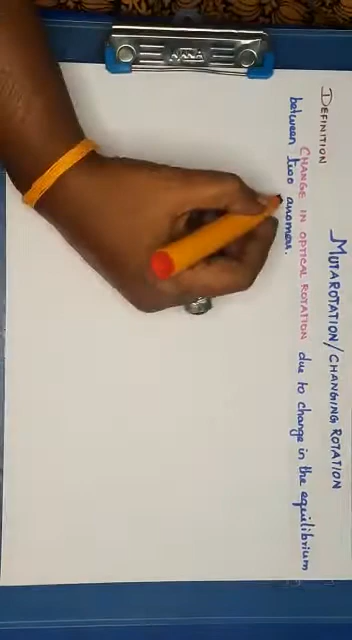 MUTAROTATION/CHANGING ROTATION
DEFINITION
CHANGE IN OPTICAL ROTATION due to change in the equilibrium
between two anomers.